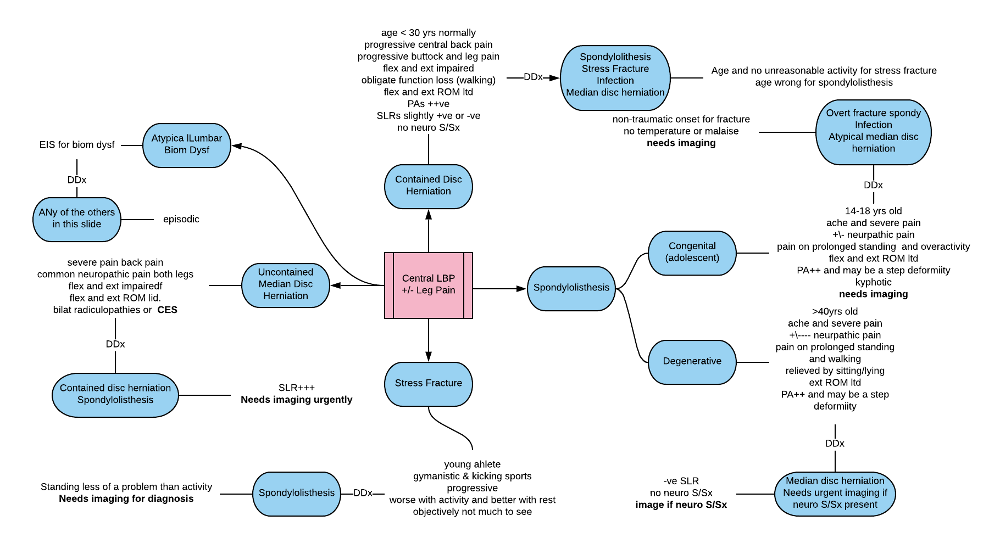 age < 30 yrs normally
progressive central back pain
progressive buttock and leg pain
flex and ext impaired
obligate function loss (walking)
flex and ext ROM ltd
PAs ++ve
SLRs slightly +ve or -ve
no neuro S/Sx
DDx
Spondylolithesis
Stress Fracture
Infection
Median disc herniation
Age and no unreasonable activity for stress fracture
age wrong for spondylolisthesis
Contained Disc
Herniation
Atypica lLumbar
Biom Dysf
EIS for biom dysf
DDx
ANy of the others
in this slide
episodic
non-traumatic onset for fracture
no temperature or malaise
needs imaging
Overt fracture spondy
Infection
Atypical median disc
herniation
DDx
14-18 yrs old
ache and severe pain
+\- neurpathic pain
pain on prolonged standing  and overactivity
flex and ext ROM ltd
PA++ and may be a step deformiity
kyphotic
needs imaging
Congenital
(adolescent)
Central LBP
+/- Leg Pain
Spondylolisthesis
Uncontained
Median Disc
Herniation
severe pain back pain
common neuropathic pain both legs
flex and ext impairedf
flex and ext ROM lid.
bilat radiculopathies or  CES
DDx
Contained disc herniation
Spondylolisthesis
SLR+++
Needs imaging urgently
Degenerative
>40yrs old
ache and severe pain
+\---- neurpathic pain
pain on prolonged standing
and walking
relieved by sitting/lying
ext ROM ltd
PA++ and may be a step
deformiity
DDx
Median disc herniation
Needs urgent imaging if
neuro S/Sx present
-ve SLR
no neuro S/Sx
image if neuro S/Sx
Stress Fracture
young ahlete
gymanistic & kicking sports
progressive
worse with activity and better with rest
objectively not much to see
DDx
Spondylolisthesis
Standing less of a problem than activity
Needs imaging for diagnosis